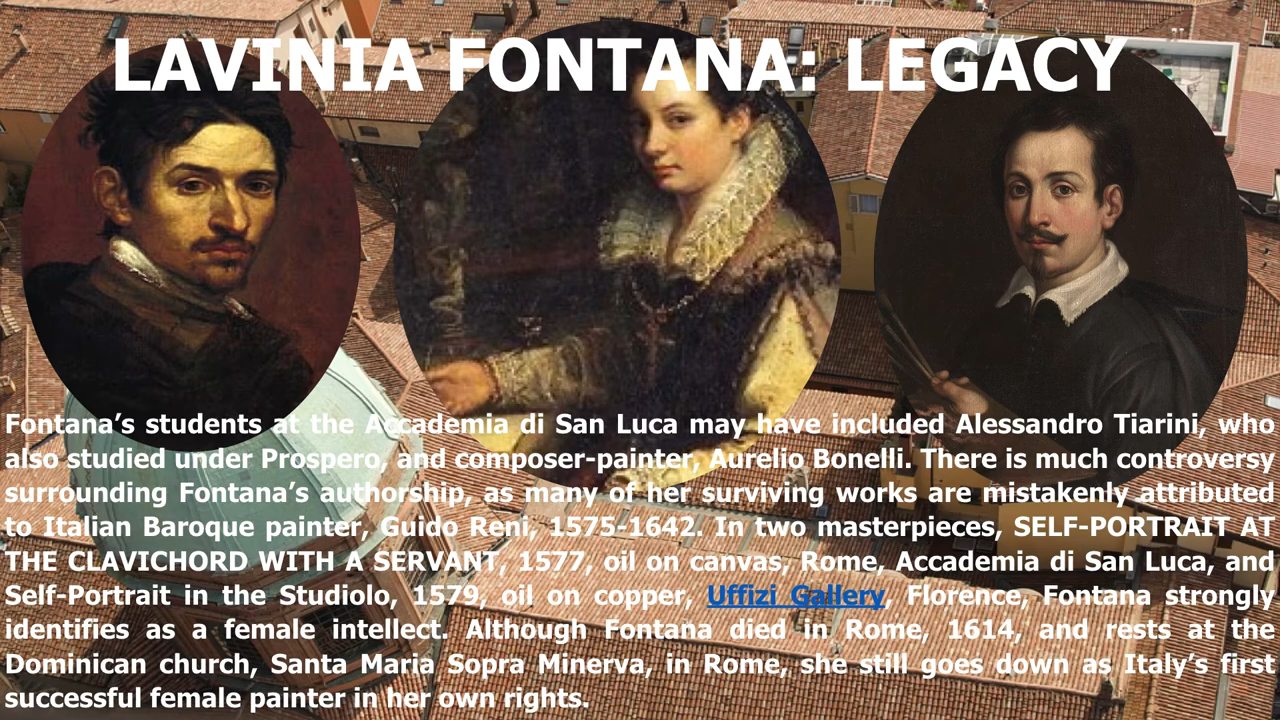 LAVINIA FONTANA: LEGACY
Fontana’s students at the Accademia di San Luca may have included Alessandro Tiarini, who
also studied under Prospero, and composer-painter, Aurelio Bonelli. There is much controversy
surrounding Fontana’s authorship, as many of her surviving works are mistakenly attributed
to Italian Baroque painter, Guido Reni, 1575-1642. In two masterpieces, SELF-PORTRAIT AT
THE CLAVICHORD WITH A SERVANT, 1577, oil on canvas, Rome, Accademia di San Luca, and
Self-Portrait in the Studiolo, 1579, oil on copper, Uffizi Gallery, Florence, Fontana strongly
identifies as a female intellect. Although Fontana died in Rome, 1614, and rests at the
Dominican church, Santa Maria Sopra Minerva, in Rome, she still goes down as Italy’s first
successful female painter in her own rights.